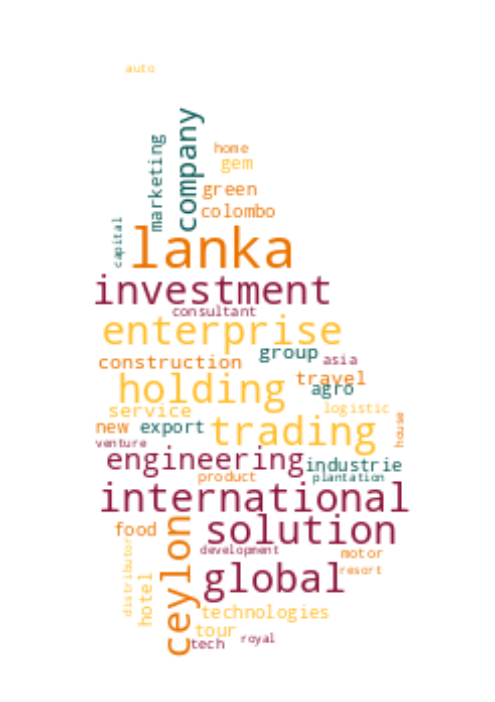 auto
marketing
company
home
gem
green
colombo
capital
lanka
investment
consultant
enterprise
group
asia
construction
travel
agro
holding
service
logistic
new
export
trading
house
venture
engineering
industrie
product
plantation
international
food
solution
ceylon
development
motor
distributor
hotel
global
resort
technologies
tour
tech
royal